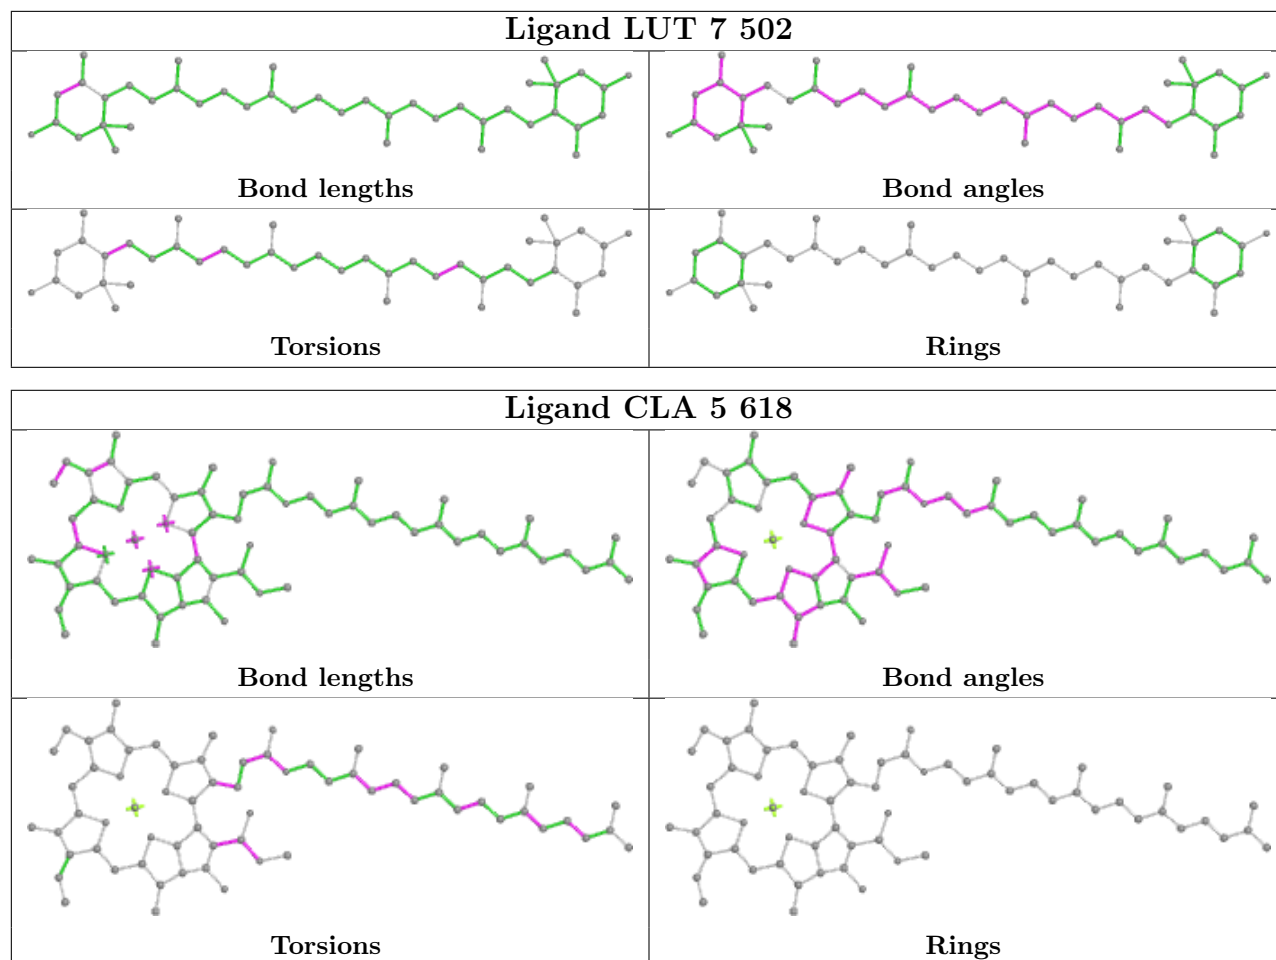 Ligand LUT 7 502
Bond lengths
Bond angles
Torsions
Rings
Ligand CLA 5 618
Bond lengths
Bond angles
Torsions
Rings